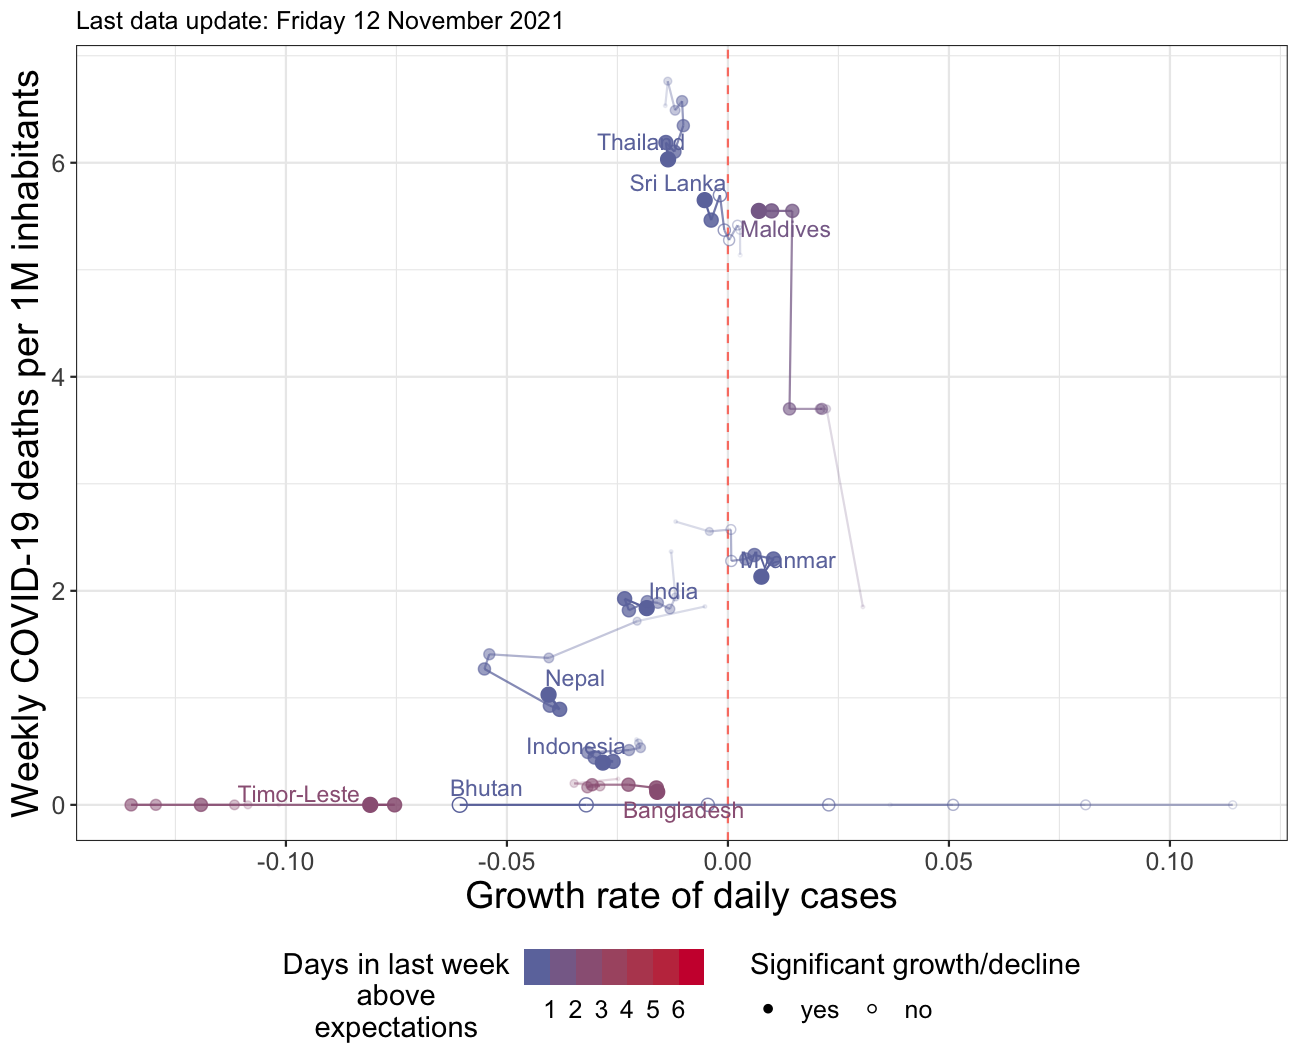 Last data update: Friday 12 November 2021
Weekly COVID-19 deaths per 1M inhabitants
6
4
2
0
Thailand
Sri Lanka
Maldives
Myanmar
India
Nepal
Indonesia
Timor-Leste
Bhutan
Bangladesh
-0.10
-0.05
0.00
0.05
0.10
Growth rate of daily cases
Days in last week
above
expectations
1 2 3 4 5 6
Significant growth/decline
yes
no